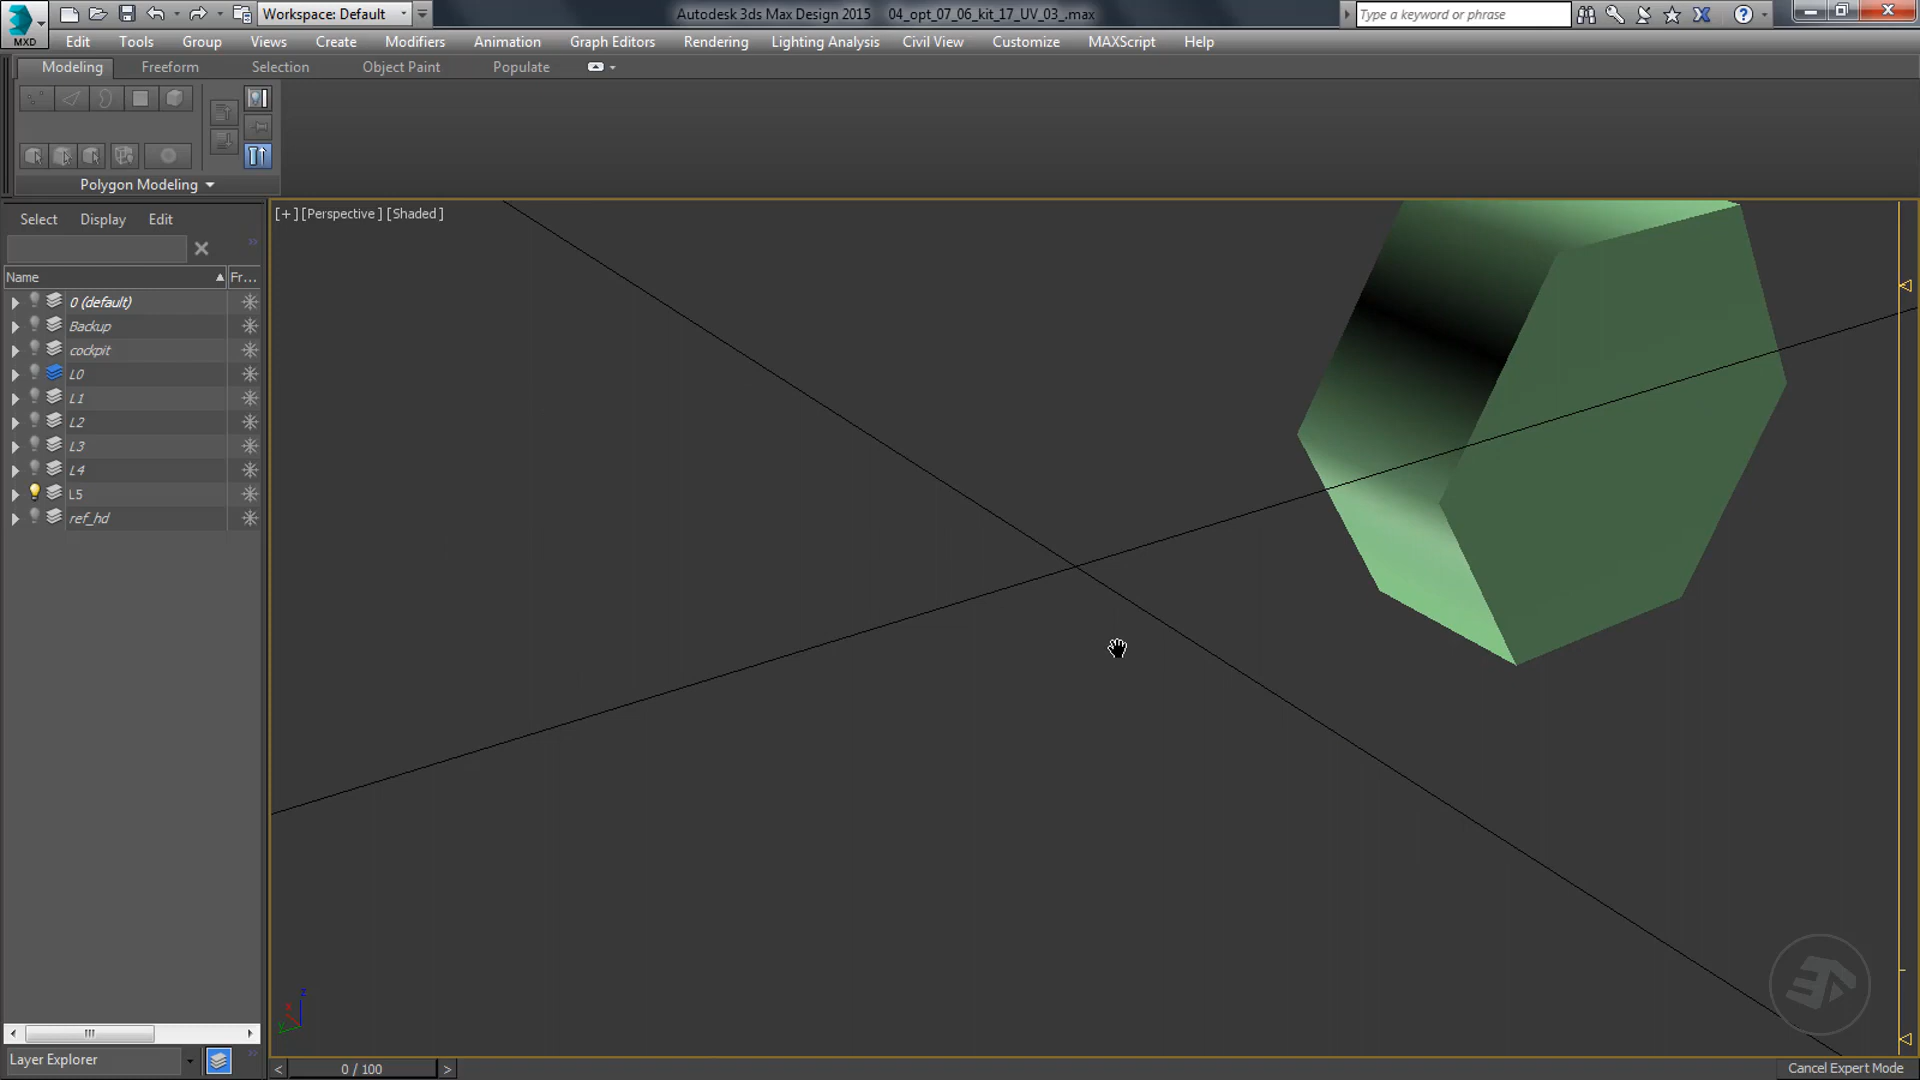 MXD
Workspace: Default
Autodesk 3ds Max Design 2015 04_opt_07_06_kit_17_UV_03_.max
Type a keyword or phrase
Edit Tools Group Views Create Modifiers Animation Graph Editors Rendering Lighting Analysis Civil View Customize MAXScript Help
Modeling Freeform Selection Object Paint Populate
Polygon Modeling
Select Display Edit
[+] [Perspective] [Shaded]
Name Fr...
0 (default)
Backup
cockpit
L0
L1
L2
L3
L4
L5
ref_hd
z
x
y
Layer Explorer
< 0 / 100 >
Cancel Expert Mode